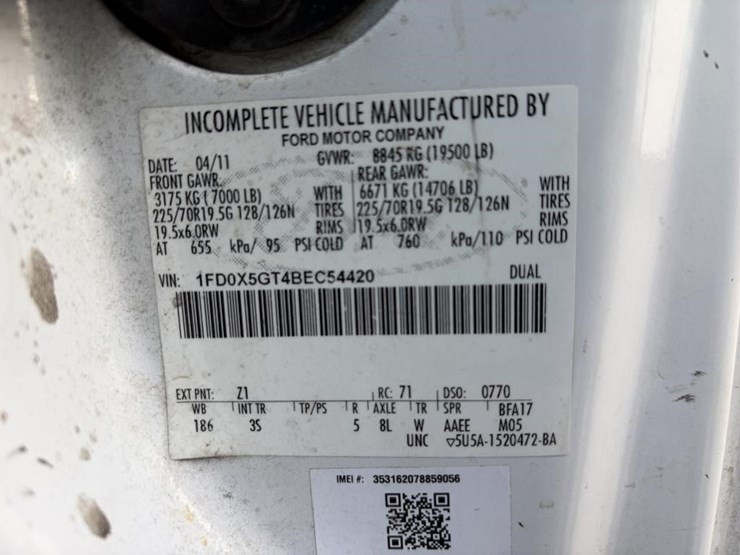 INCOMPLETE VEHICLE MANUFACTURED BY
FORD MOTOR COMPANY
DATE: 04/11 GVWR: 8845 KG (19500 LB)
FRONT GAWR: REAR GAWR:
3175 KG ( 7000 LB) WITH 6671 KG (14706 LB) WITH
225/70R19.5G 128/126N TIRES 225/70R19.5G 128/126N TIRES
19.5x6.0RW RIMS 19.5x6.0RW RIMS
AT 655 kPa/ 95 PSI COLD AT 760 kPa/110 PSI COLD
VIN: 1FD0X5GT4BEC54420 DUAL
EXT PNT: Z1 RC: 71 DSO: 0770
WB INT TR TP/PS R AXLE TR SPR BFA17
186 3S 5 8L W AAEE M05
UNC ▽5U5A-1520472-BA
IMEI #: 353162078859056